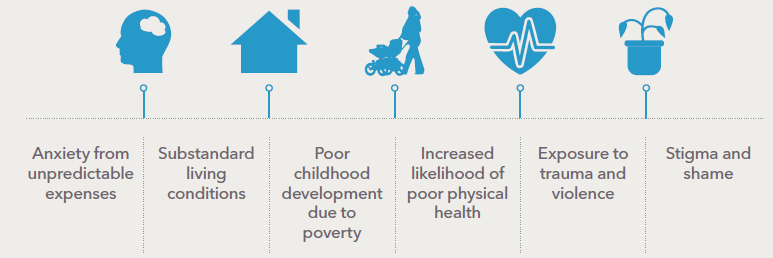 Anxiety from
unpredictable
expenses
Substandard
living
conditions
Poor
childhood
development
due to
poverty
Increased
likelihood of
poor physical
health
Exposure to
trauma and
violence
Stigma and
shame